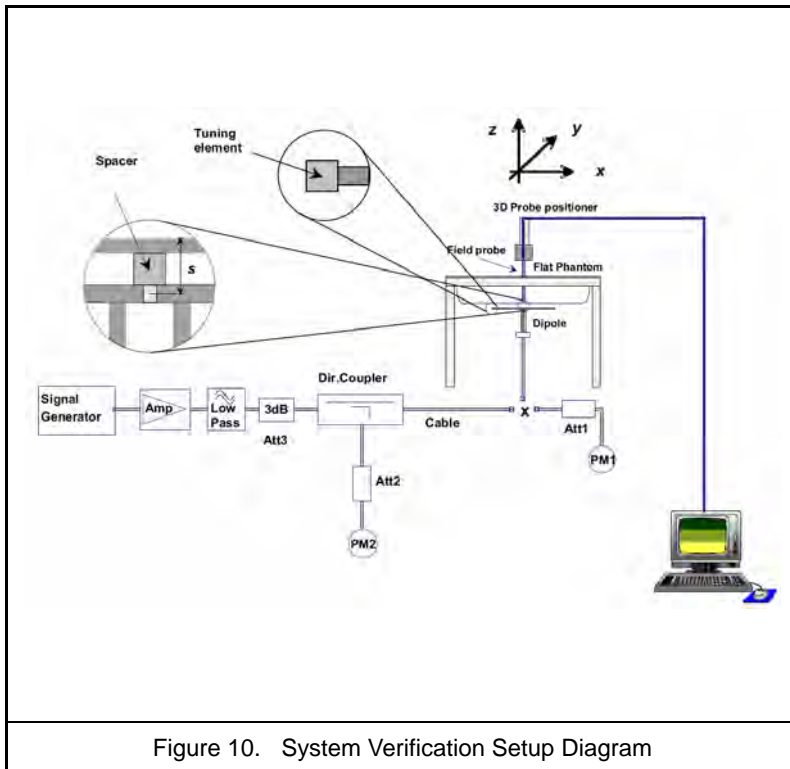 z
y
x
Tuning
element
Spacer
s
3D Probe positioner
Field probe
Flat Phantom
Dipole
Dir.Coupler
Signal
Generator
Amp
Low
Pass
3dB
Att3
Cable
x
Att1
PM1
Att2
PM2
Figure 10. System Verification Setup Diagram